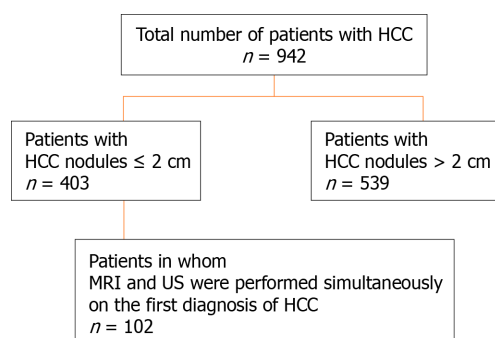 Total number of patients with HCC
n = 942
Patients with
HCC nodules ≤ 2 cm
n = 403
Patients with
HCC nodules > 2 cm
n = 539
Patients in whom
MRI and US were performed simultaneously
on the first diagnosis of HCC
n = 102